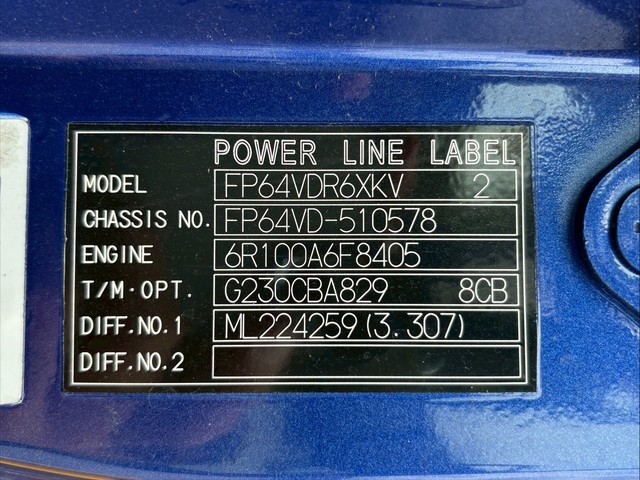 POWER LINE LABEL
MODEL FP64VDR6XKV 2
CHASSIS NO. FP64VD-510578
ENGINE 6R100A6F8405
T/M·OPT. G230CBA829 8CB
DIFF.NO.1 ML224259(3.307)
DIFF.NO.2